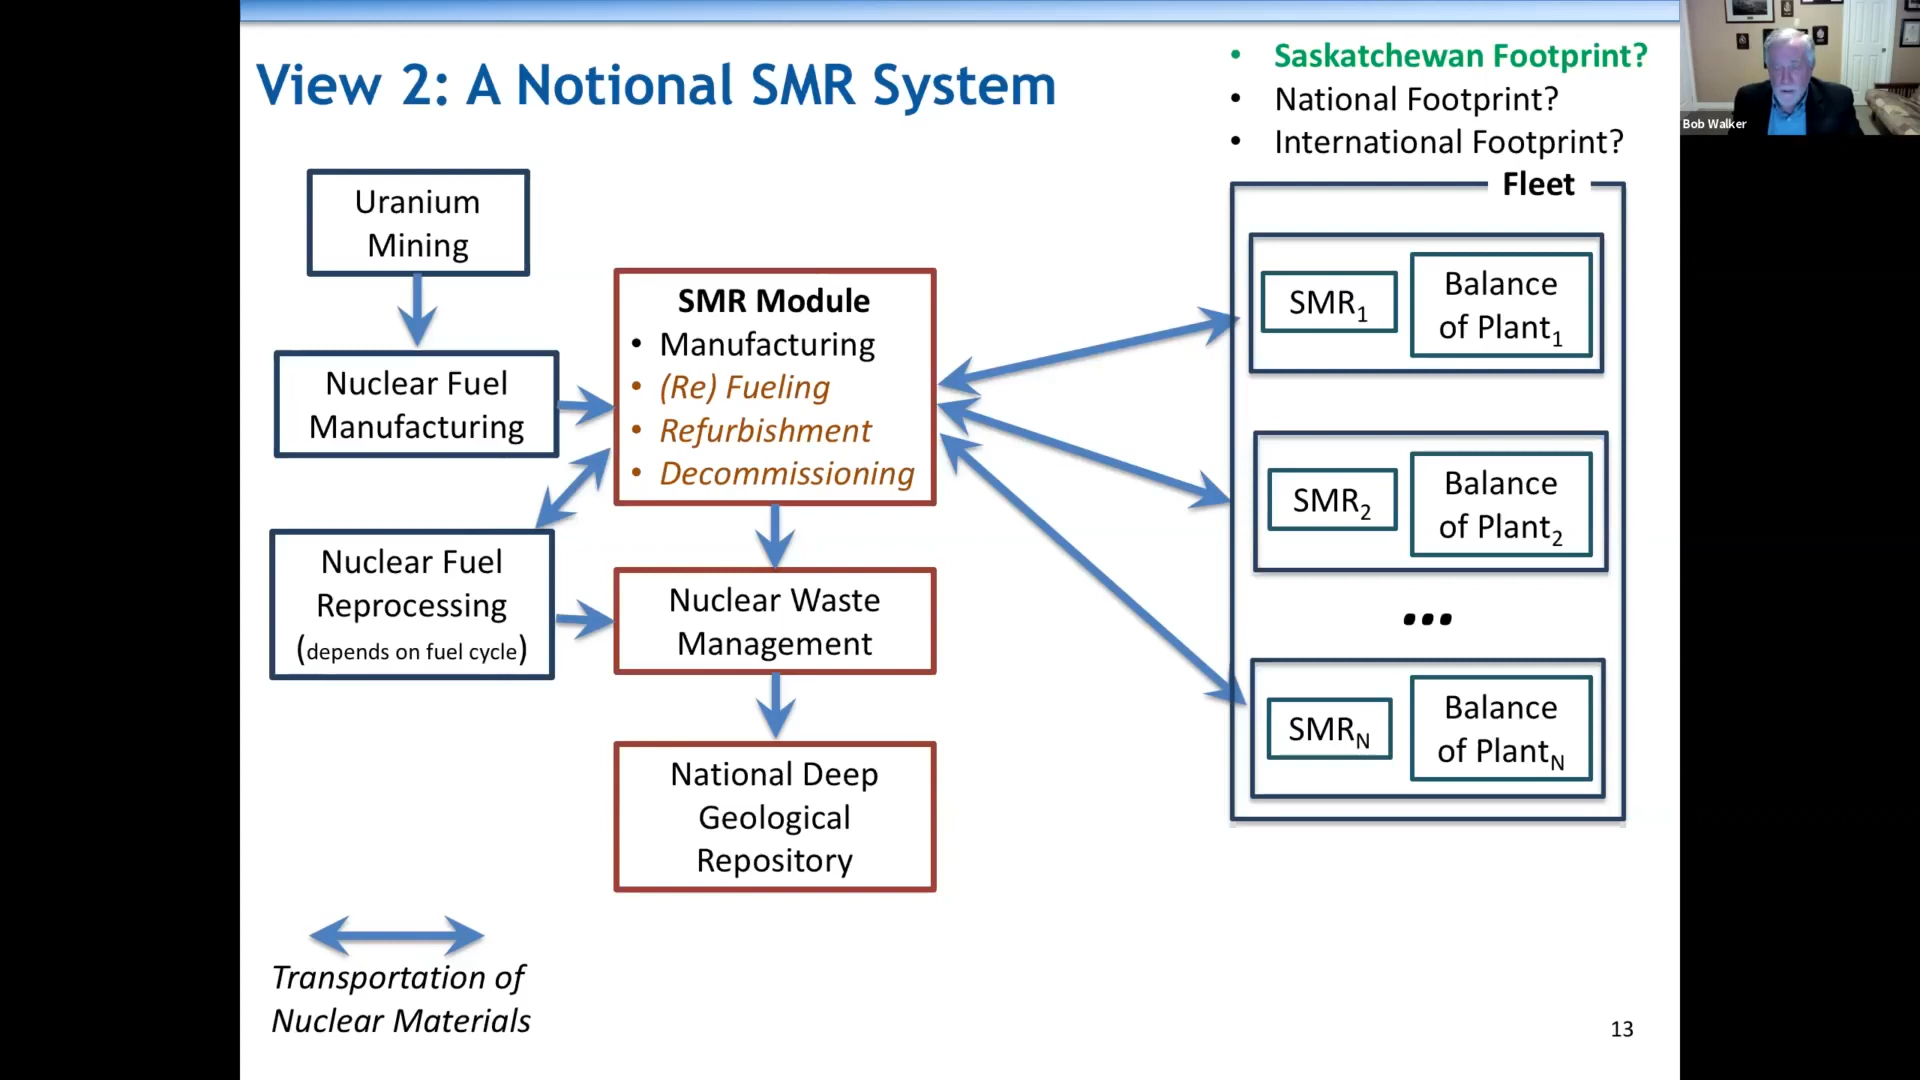 View 2: A Notional SMR System
• Saskatchewan Footprint?
• National Footprint?
• International Footprint?
Bob Walker
Uranium
Mining
Nuclear Fuel
Manufacturing
Nuclear Fuel
Reprocessing
(depends on fuel cycle)
SMR Module
• Manufacturing
• (Re) Fueling
• Refurbishment
• Decommissioning
Nuclear Waste
Management
National Deep
Geological
Repository
Fleet
SMR1
Balance
of Plant1
SMR2
Balance
of Plant2
...
SMRN
Balance
of PlantN
Transportation of
Nuclear Materials
13